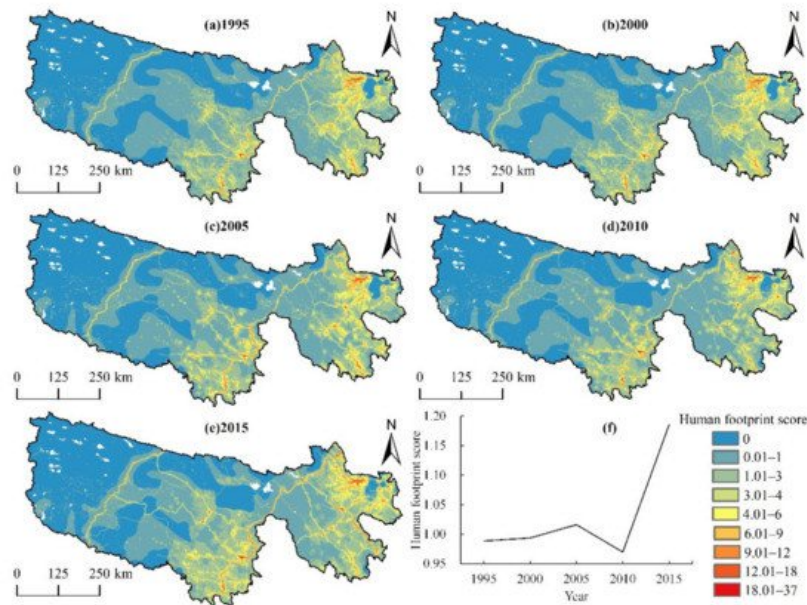 (a)1995
N
0 125 250 km
(b)2000
N
0 125 250 km
(c)2005
N
0 125 250 km
(d)2010
N
0 125 250 km
(e)2015
N
0 125 250 km
(f)
Human footprint score
1.20
1.15
1.10
1.05
1.00
0.95
1995 2000 2005 2010 2015
Year
Human footprint score
0
0.01–1
1.01–3
3.01–4
4.01–6
6.01–9
9.01–12
12.01–18
18.01–37